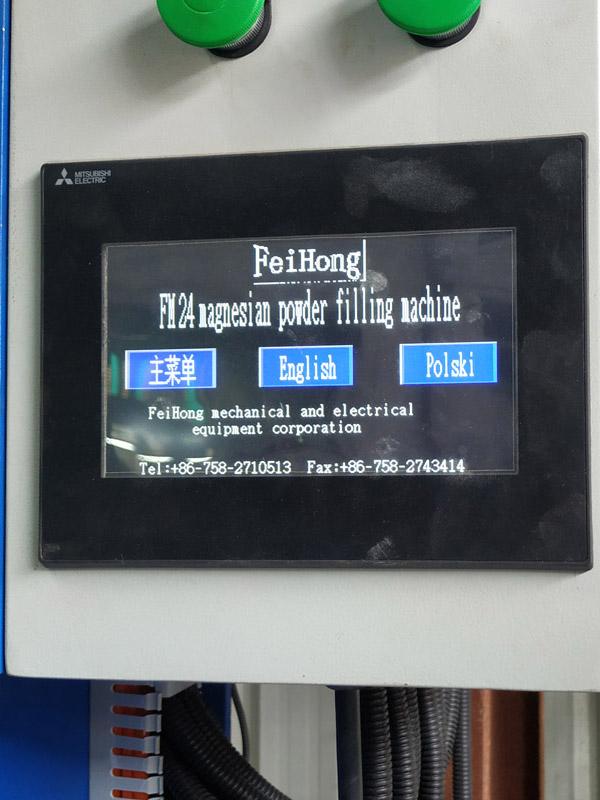 MITSUBISHI
ELECTRIC
FeiHong
FM24 magnesian powder filling machine
主菜单 English Polski
FeiHong mechanical and electrical
equipment corporation
Tel:+86-758-2710513 Fax:+86-758-2743414